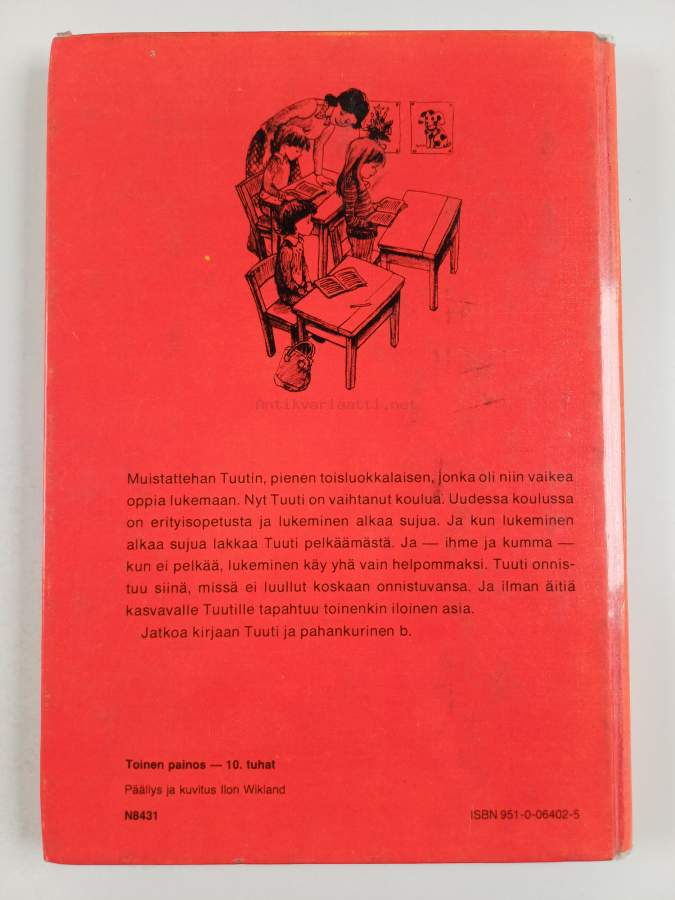 Antikvariaatti.net
Muistattehan Tuutin, pienen toisluokkalaisen, jonka oli niin vaikea
oppia lukemaan. Nyt Tuuti on vaihtanut koulua. Uudessa koulussa
on erityisopetusta ja lukeminen alkaa sujua. Ja kun lukeminen
alkaa sujua lakkaa Tuuti pelkäämästä. Ja — ihme ja kumma —
kun ei pelkää, lukeminen käy yhä vain helpommaksi. Tuuti onnis-
tuu siinä, missä ei luullut koskaan onnistuvansa. Ja ilman äitiä
kasvavalle Tuutille tapahtuu toinenkin iloinen asia.
Jatkoa kirjaan Tuuti ja pahankurinen b.
Toinen painos — 10. tuhat
Päällys ja kuvitus Ilon Wikland
N8431
ISBN 951-0-06402-5